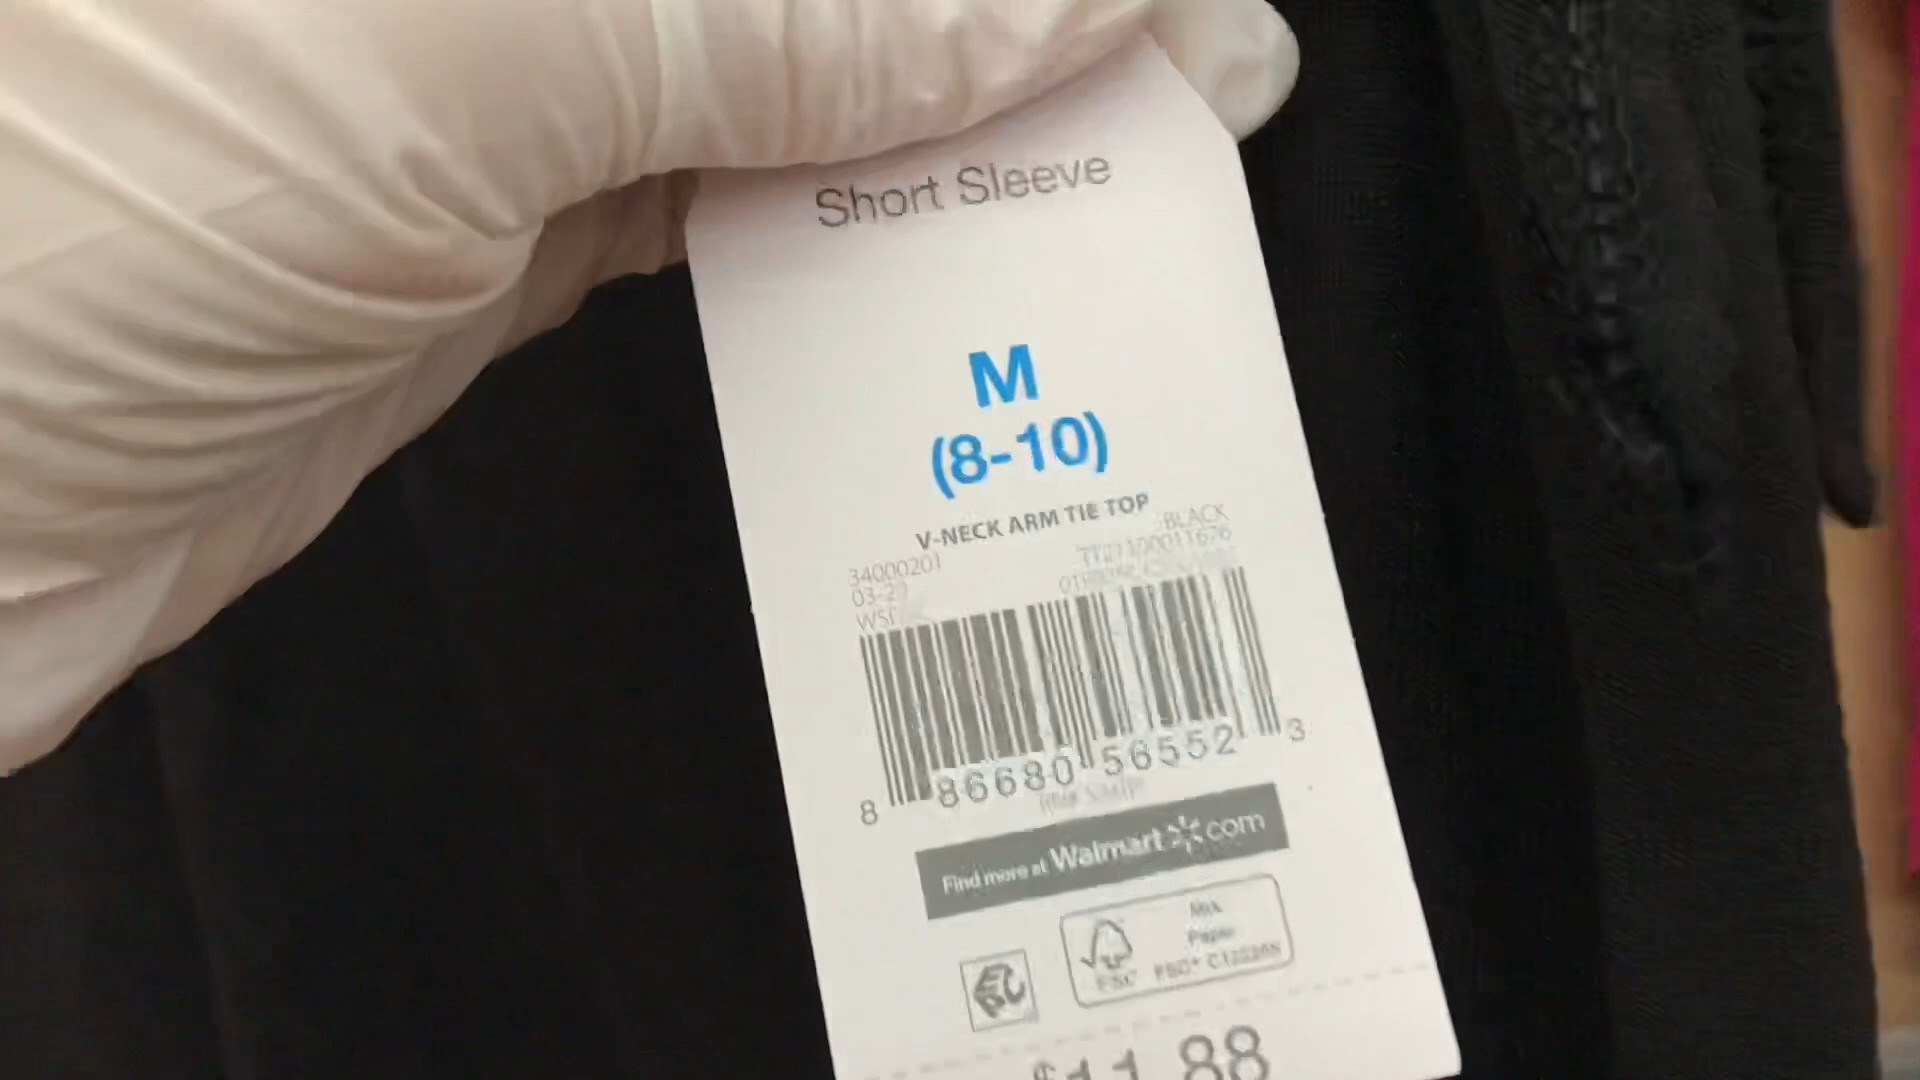 Short Sleeve
M
(8-10)
V-NECK ARM TIE TOP
BLACK
34000201
03-2
8 86680 56552 3
Find more at Walmart com
Mix
Paper
FSC
$11.88